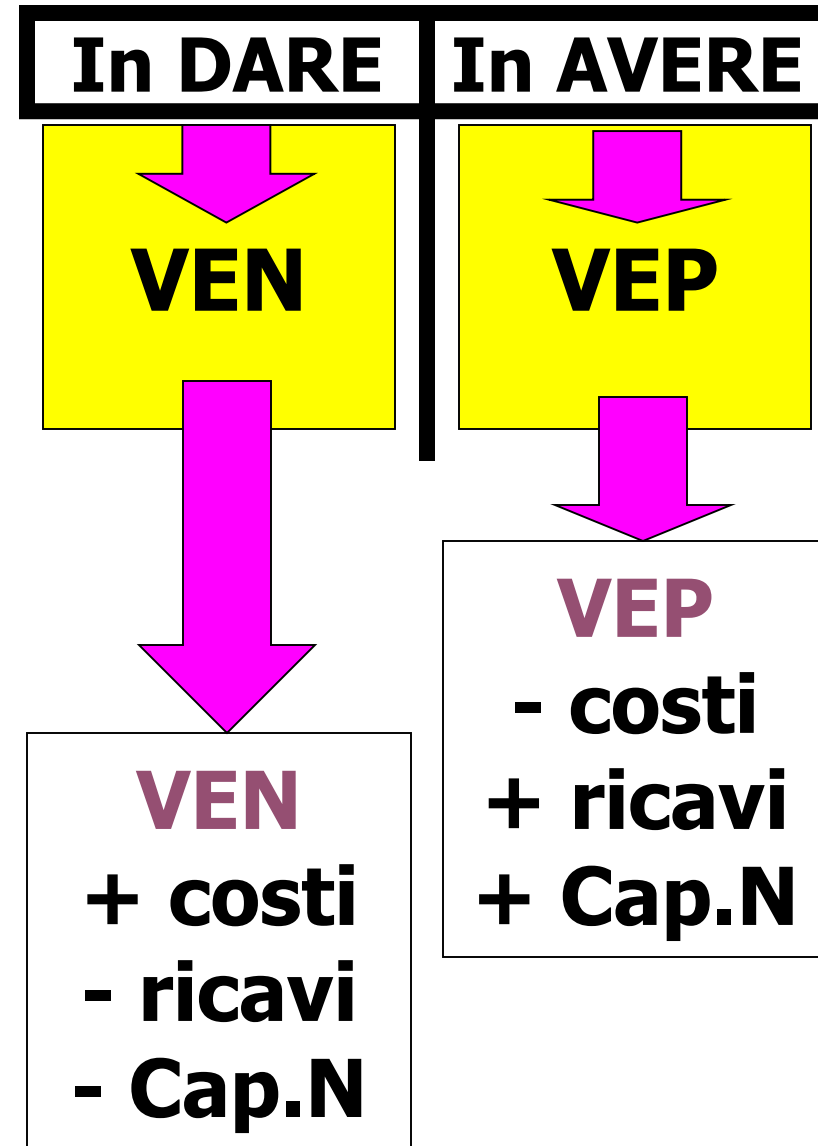 In DARE
In AVERE
VEN
VEP
VEP
- costi
+ ricavi
+ Cap.N
VEN
+ costi
- ricavi
- Cap.N